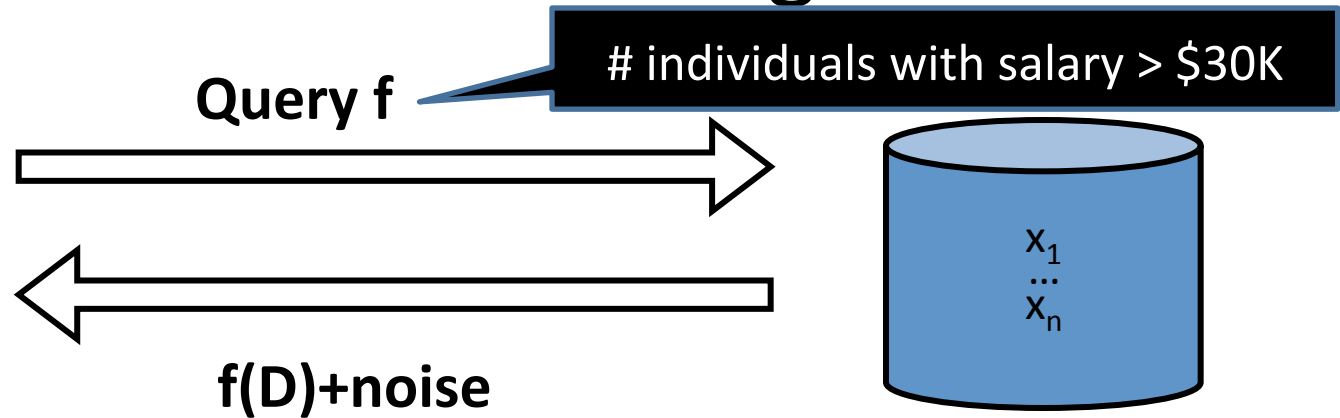 # individuals with salary > $30K
Query f
x₁
...
xₙ
f(D)+noise